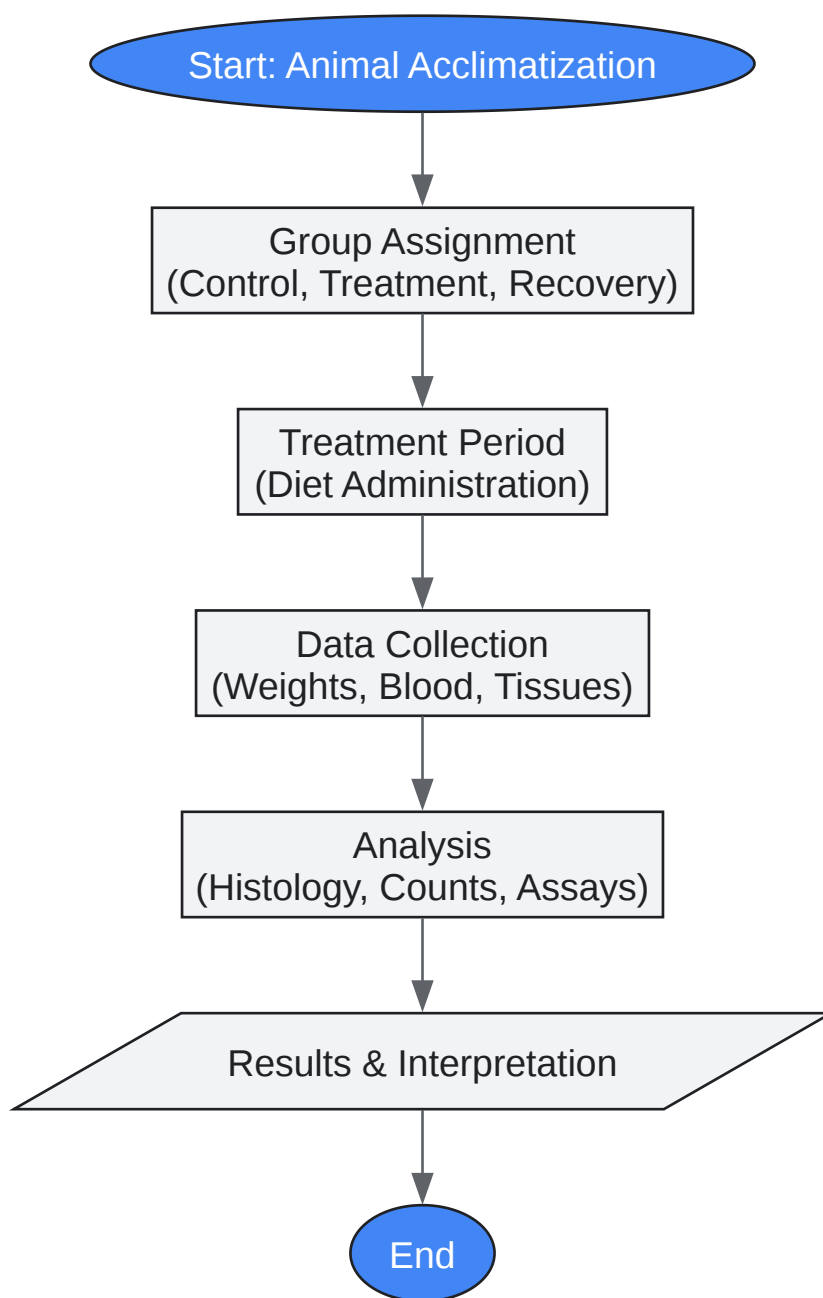 Start: Animal Acclimatization
Group Assignment
(Control, Treatment, Recovery)
Treatment Period
(Diet Administration)
Data Collection
(Weights, Blood, Tissues)
Analysis
(Histology, Counts, Assays)
Results & Interpretation
End